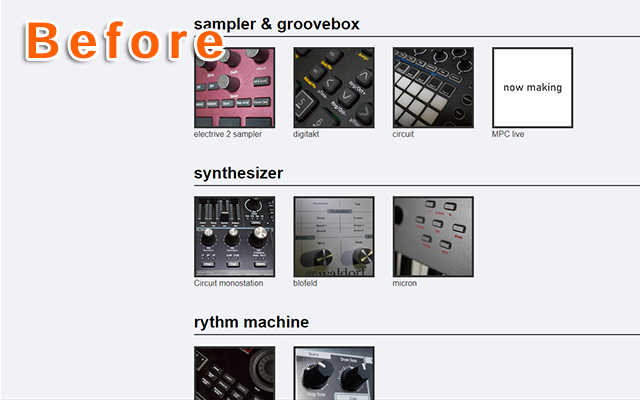 Before
sampler & groovebox
now making
electrive 2 sampler
digitakt
circuit
MPC live
synthesizer
waldorf
Circuit monostation
blofeld
micron
rythm machine